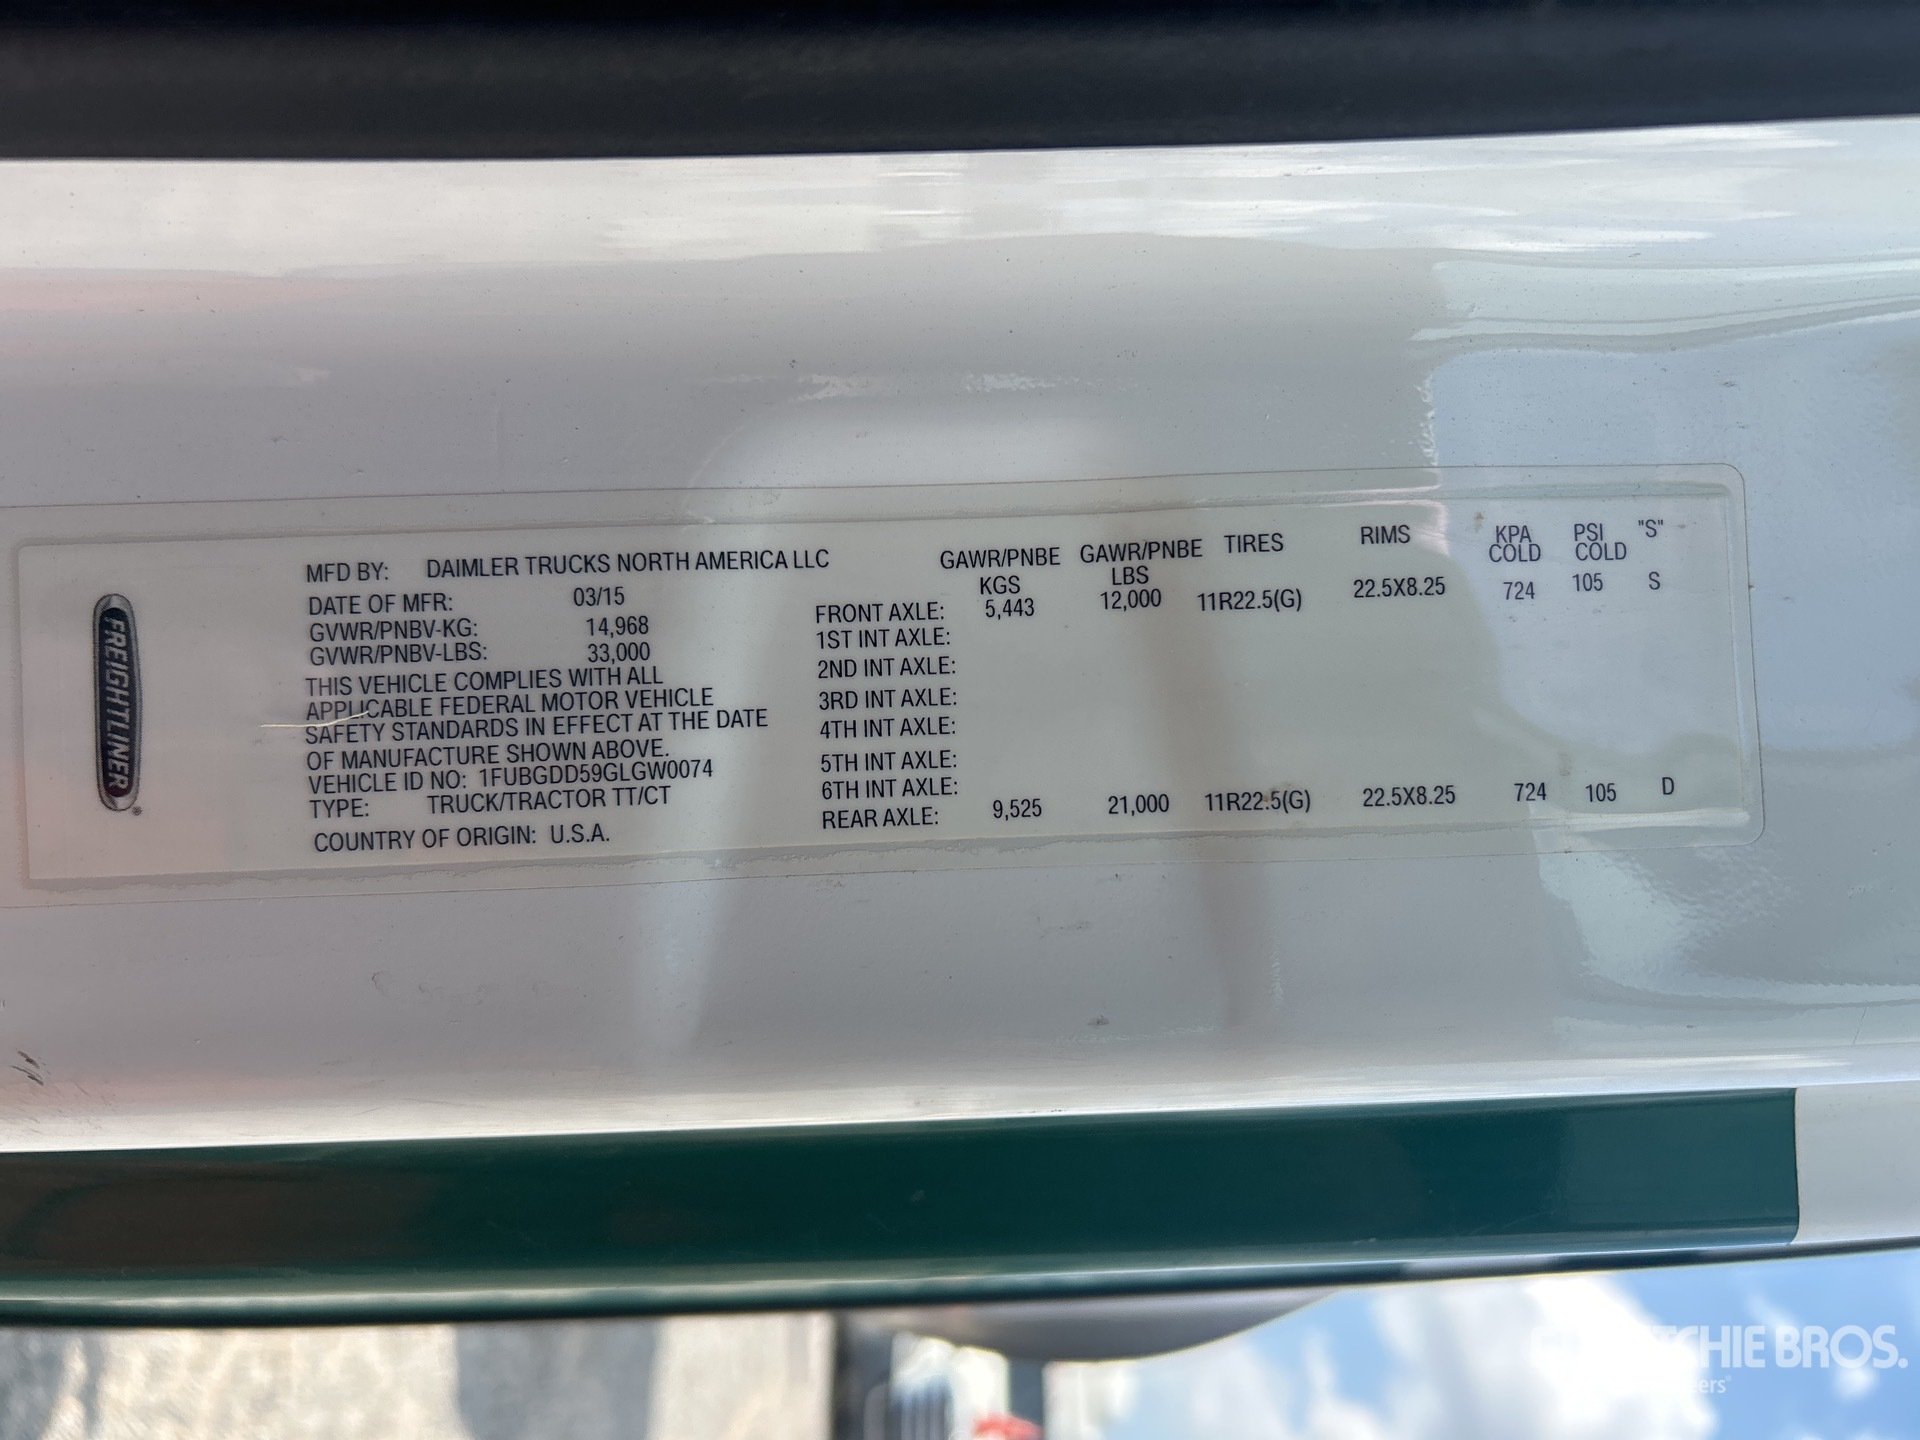 FREIGHTLINER
MFD BY: DAIMLER TRUCKS NORTH AMERICA LLC
DATE OF MFR: 03/15
GVWR/PNBV-KG: 14,968
GVWR/PNBV-LBS: 33,000
THIS VEHICLE COMPLIES WITH ALL
APPLICABLE FEDERAL MOTOR VEHICLE
SAFETY STANDARDS IN EFFECT AT THE DATE
OF MANUFACTURE SHOWN ABOVE.
VEHICLE ID NO: 1FUBGDD59GLGW0074
TYPE: TRUCK/TRACTOR TT/CT
COUNTRY OF ORIGIN: U.S.A.
GAWR/PNBE KGS GAWR/PNBE LBS TIRES RIMS KPA COLD PSI COLD "S"
FRONT AXLE: 5,443 12,000 11R22.5(G) 22.5X8.25 724 105 S
1ST INT AXLE:
2ND INT AXLE:
3RD INT AXLE:
4TH INT AXLE:
5TH INT AXLE:
6TH INT AXLE:
REAR AXLE: 9,525 21,000 11R22.5(G) 22.5X8.25 724 105 D
BROS.